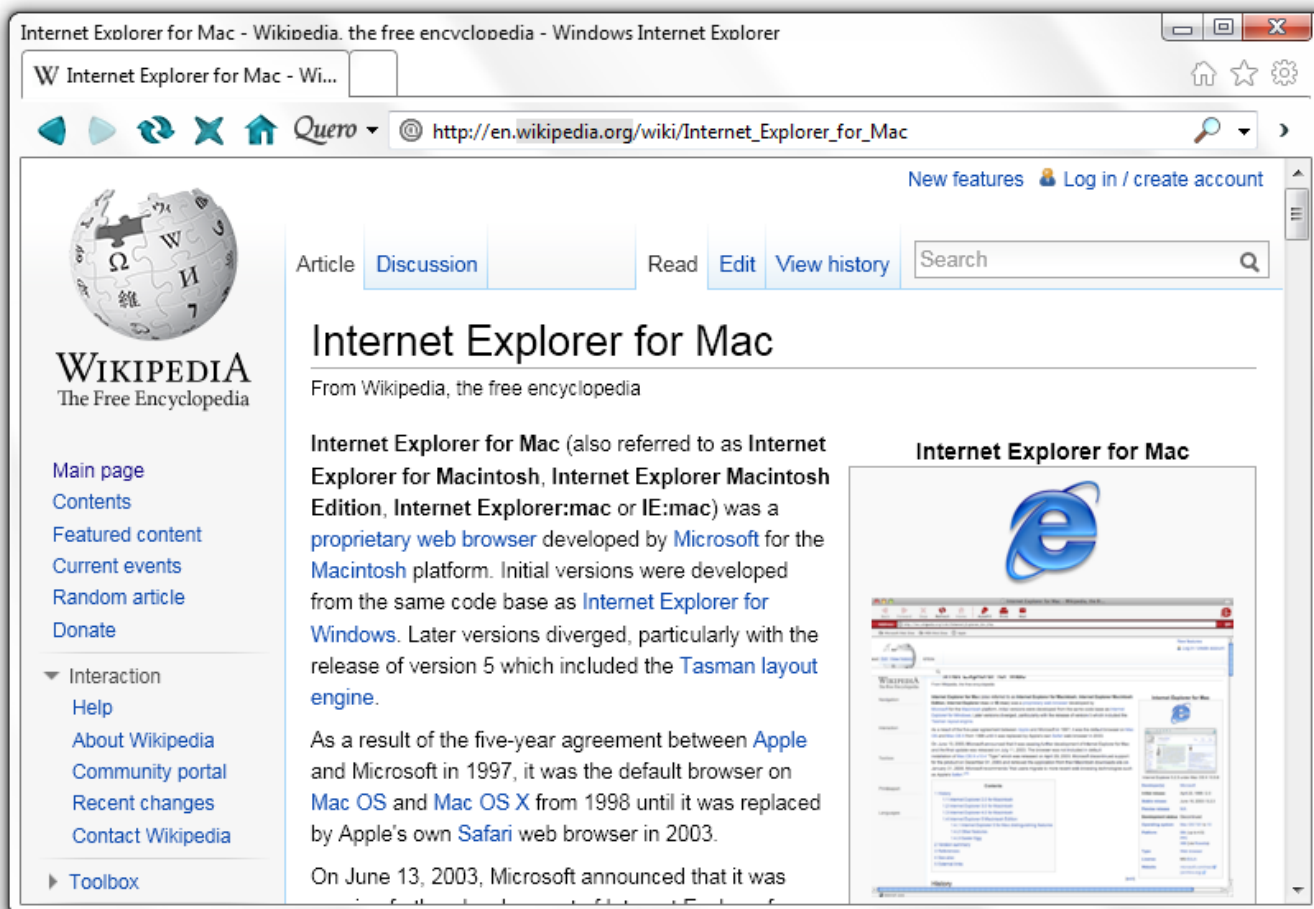 Internet Explorer for Mac - Wikipedia, the free encyclopedia - Windows Internet Explorer
W Internet Explorer for Mac - Wi...
Quero
http://en.wikipedia.org/wiki/Internet_Explorer_for_Mac
New features Log in / create account
Article Discussion Read Edit View history Search
WIKIPEDIA
The Free Encyclopedia
Main page
Contents
Featured content
Current events
Random article
Donate
Interaction
Help
About Wikipedia
Community portal
Recent changes
Contact Wikipedia
Toolbox
Internet Explorer for Mac
From Wikipedia, the free encyclopedia
Internet Explorer for Mac (also referred to as Internet
Explorer for Macintosh, Internet Explorer Macintosh
Edition, Internet Explorer:mac or IE:mac) was a
proprietary web browser developed by Microsoft for the
Macintosh platform. Initial versions were developed
from the same code base as Internet Explorer for
Windows. Later versions diverged, particularly with the
release of version 5 which included the Tasman layout
engine.
As a result of the five-year agreement between Apple
and Microsoft in 1997, it was the default browser on
Mac OS and Mac OS X from 1998 until it was replaced
by Apple's own Safari web browser in 2003.
On June 13, 2003, Microsoft announced that it was
Internet Explorer for Mac